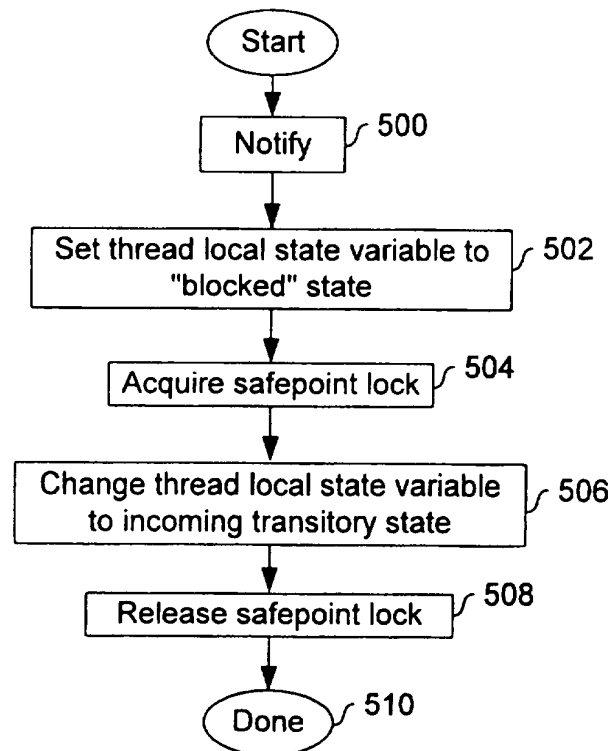 Start
Notify
500
Set thread local state variable to
"blocked" state
502
Acquire safepoint lock
504
Change thread local state variable
to incoming transitory state
506
Release safepoint lock
508
Done
510